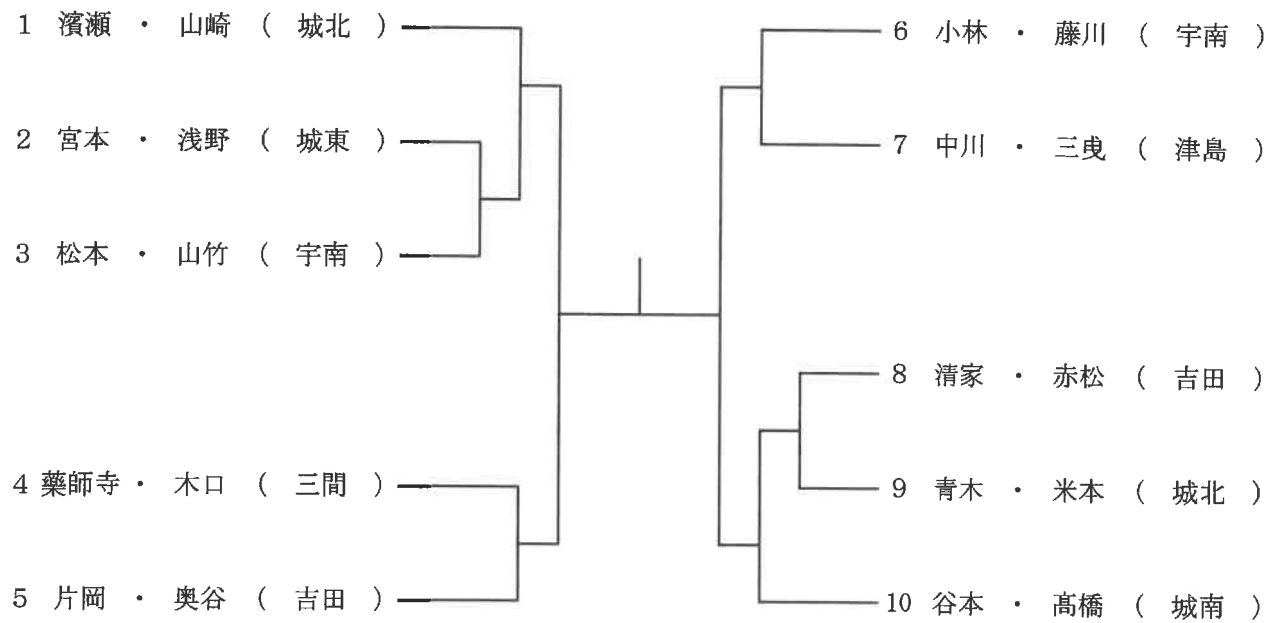 1 濱瀬 ・ 山崎 ( 城北 )
2 宮本 ・ 浅野 ( 城東 )
3 松本 ・ 山竹 ( 宇南 )
4 薬師寺 ・ 木口 ( 三間 )
5 片岡 ・ 奥谷 ( 吉田 )
6 小林 ・ 藤川 ( 宇南 )
7 中川 ・ 三曳 ( 津島 )
8 清家 ・ 赤松 ( 吉田 )
9 青木 ・ 米本 ( 城北 )
10 谷本 ・ 髙橋 ( 城南 )